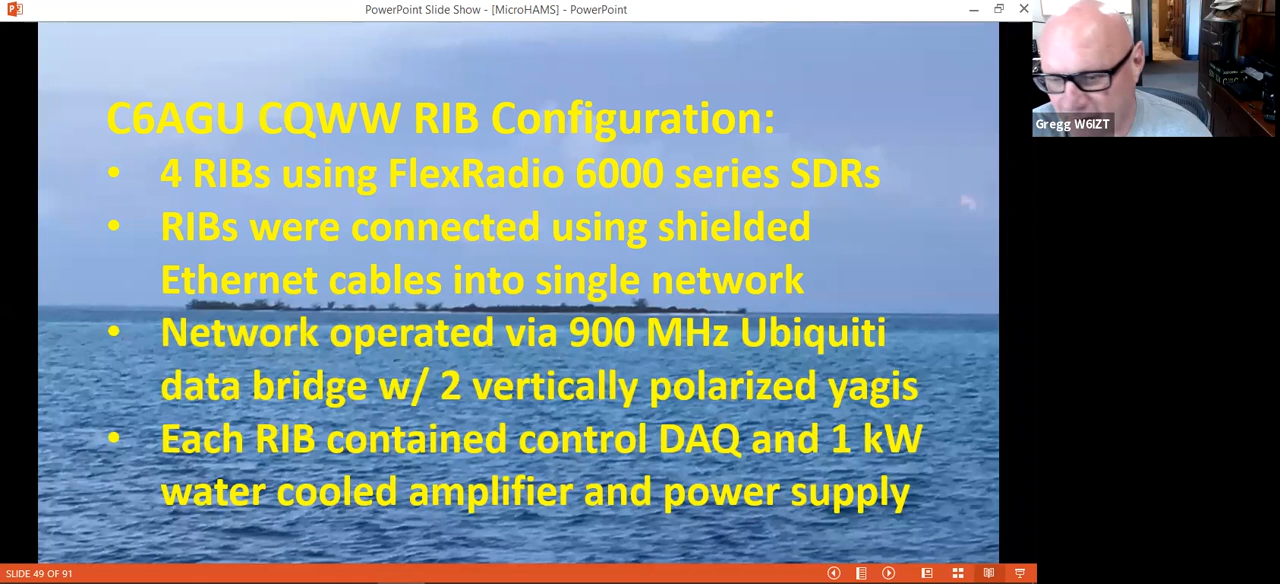 PowerPoint Slide Show - [MicroHAMS] - PowerPoint
C6AGU CQWW RIB Configuration:
• 4 RIBs using FlexRadio 6000 series SDRs
• RIBs were connected using shielded
Ethernet cables into single network
• Network operated via 900 MHz Ubiquiti
data bridge w/ 2 vertically polarized yagis
• Each RIB contained control DAQ and 1 kW
water cooled amplifier and power supply
Gregg W6IZT
SLIDE 49 OF 91